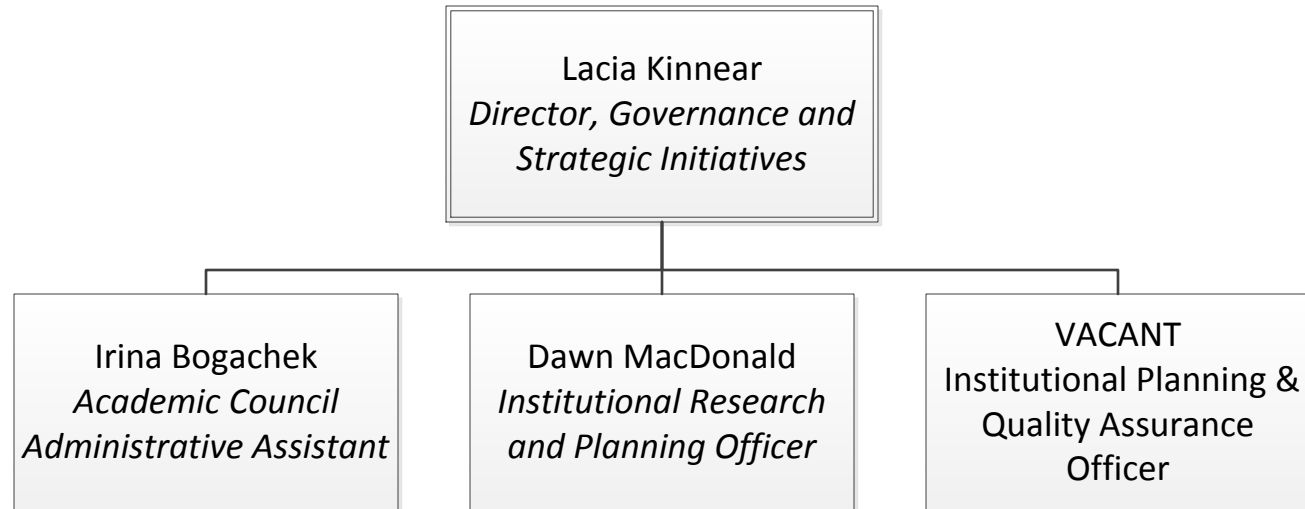 Lacia Kinnear
Director, Governance and
Strategic Initiatives
Irina Bogachek
Academic Council
Administrative Assistant
Dawn MacDonald
Institutional Research
and Planning Officer
VACANT
Institutional Planning &
Quality Assurance
Officer